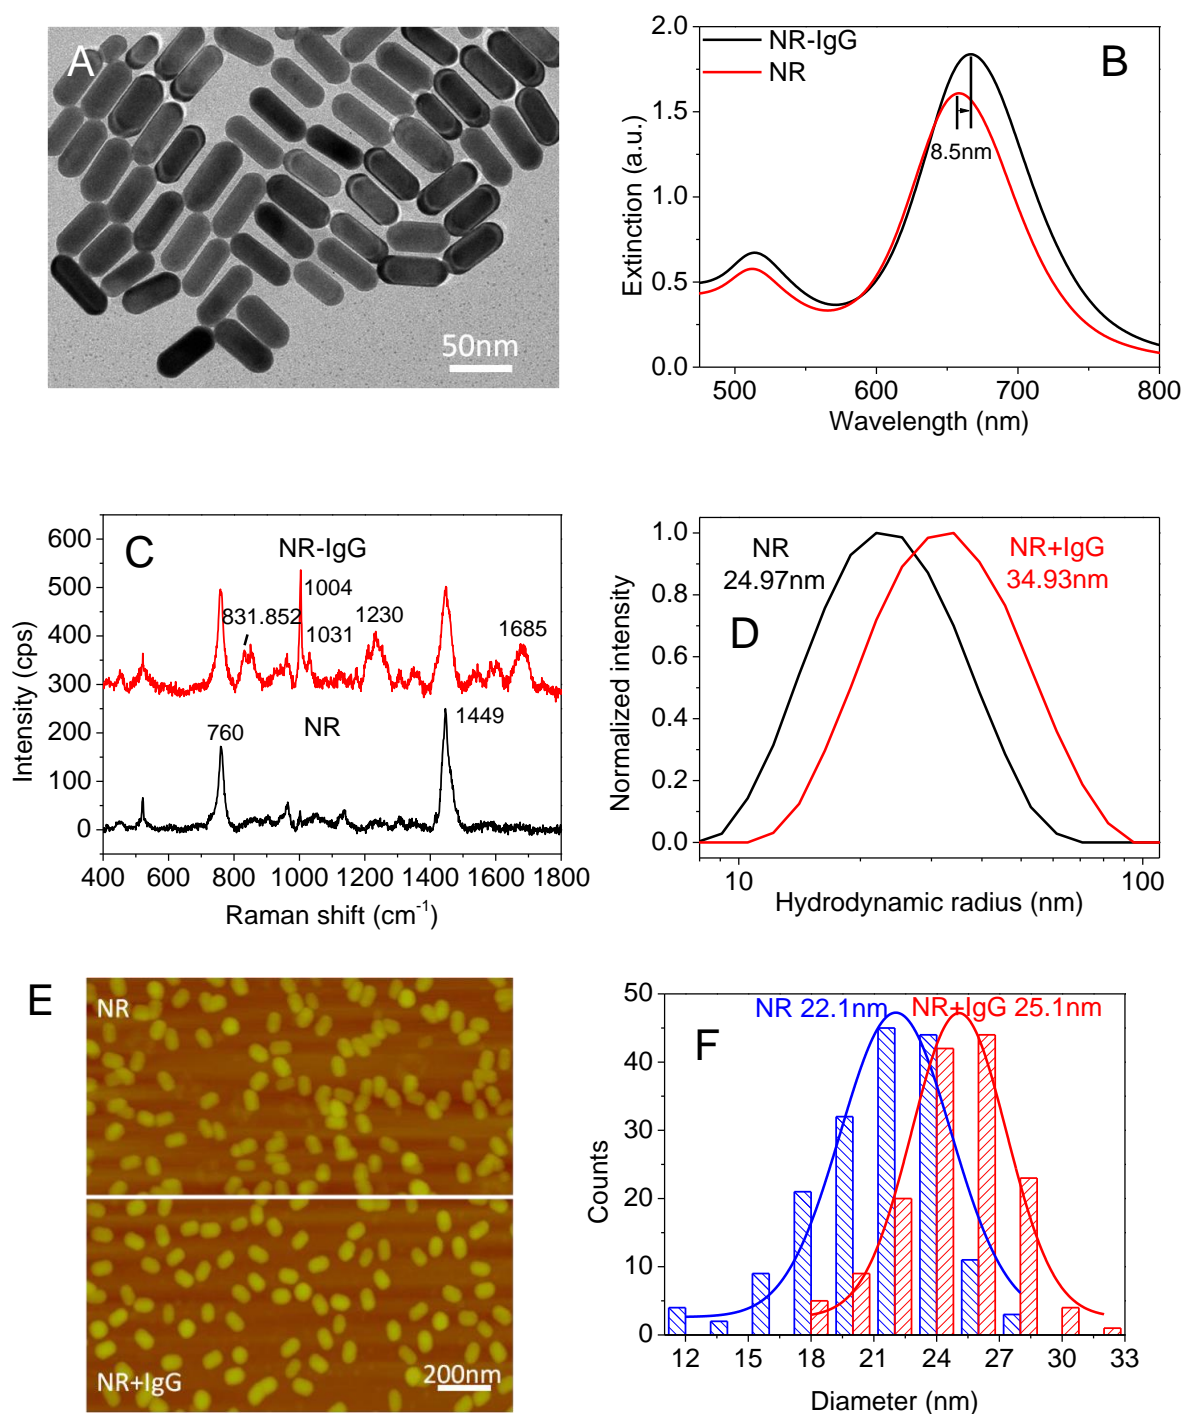 A
50nm
NR-IgG
NR
B
8.5nm
2.0
1.5
1.0
0.5
0.0
Extinction (a.u.)
500 600 700 800
Wavelength (nm)
C
NR-IgG
1004
831.852
1031
1230
1685
NR
760
1449
600
500
400
300
200
100
0
Intensity (cps)
400 600 800 1000 1200 1400 1600 1800
Raman shift (cm⁻¹)
NR
24.97nm
NR+IgG
34.93nm
D
1.0
0.8
0.6
0.4
0.2
0.0
Normalized intensity
10 100
Hydrodynamic radius (nm)
E
NR
NR+IgG
200nm
NR 22.1nm
NR+IgG 25.1nm
F
50
40
30
20
10
0
Counts
12 15 18 21 24 27 30 33
Diameter (nm)